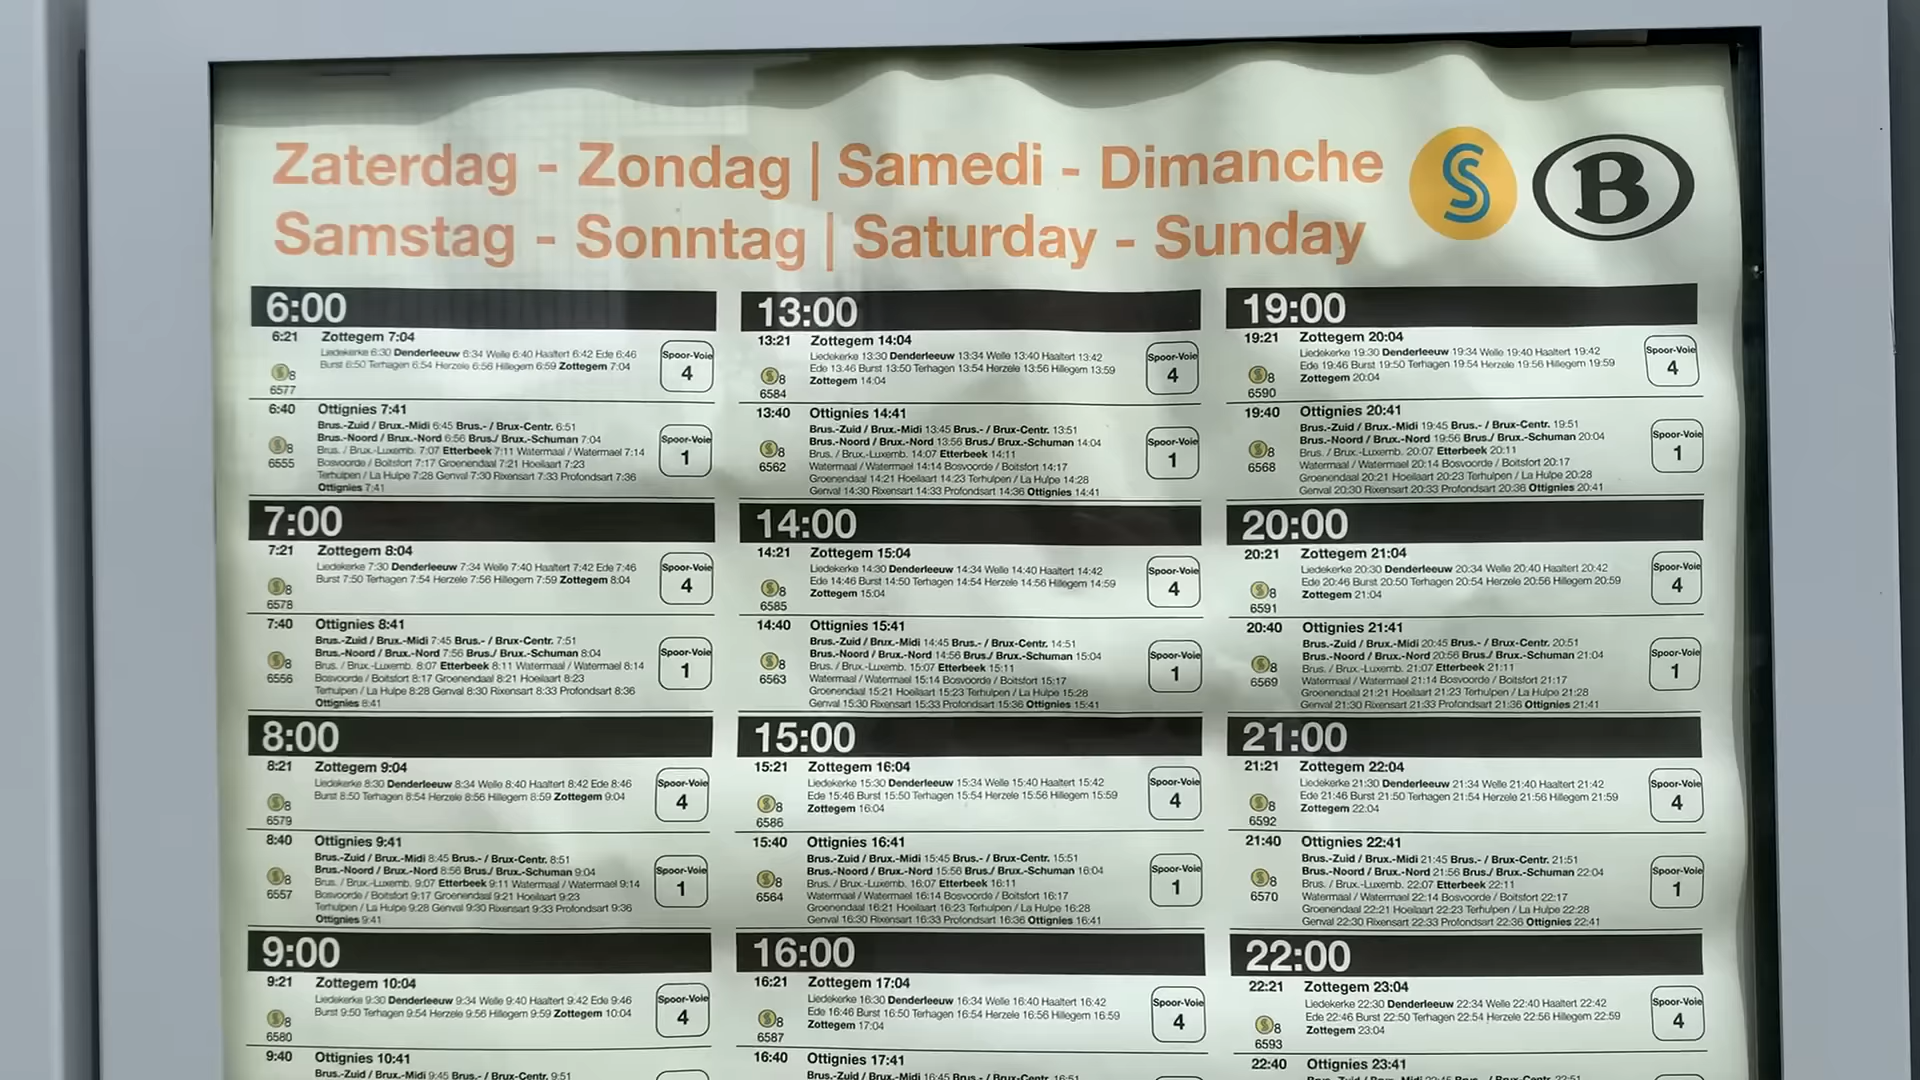 Zaterdag - Zondag | Samedi - Dimanche
Samstag - Sonntag | Saturday - Sunday
S
B
6:00
6:21 Zottegem 7:04
Liedekerke 6:30 Denderleeuw 6:34 Welle 6:40 Haaltert 6:42 Ede 6:46
Burst 6:50 Terhagen 6:54 Herzele 6:56 Hillegem 6:59 Zottegem 7:04
S8
6577
Spoor-Voie
4
6:40 Ottignies 7:41
Brus.-Zuid / Brux.-Midi 6:45 Brus.- / Brux-Centr. 6:51
Brus.-Noord / Brux.-Nord 6:56 Brus./ Brux.-Schuman 7:04
Brus. / Brux.-Luxemb. 7:07 Etterbeek 7:11 Watermaal / Watermael 7:14
Bosvoorde / Boitsfort 7:17 Groenendaal 7:21 Hoeilaart 7:23
Terhulpen / La Hulpe 7:28 Genval 7:30 Rixensart 7:33 Profondsart 7:36
Ottignies 7:41
S8
6555
Spoor-Voie
1
7:00
7:21 Zottegem 8:04
Liedekerke 7:30 Denderleeuw 7:34 Welle 7:40 Haaltert 7:42 Ede 7:46
Burst 7:50 Terhagen 7:54 Herzele 7:56 Hillegem 7:59 Zottegem 8:04
S8
6578
Spoor-Voie
4
7:40 Ottignies 8:41
Brus.-Zuid / Brux.-Midi 7:45 Brus.- / Brux-Centr. 7:51
Brus.-Noord / Brux.-Nord 7:56 Brus./ Brux.-Schuman 8:04
Brus. / Brux.-Luxemb. 8:07 Etterbeek 8:11 Watermaal / Watermael 8:14
Bosvoorde / Boitsfort 8:17 Groenendaal 8:21 Hoeilaart 8:23
Terhulpen / La Hulpe 8:28 Genval 8:30 Rixensart 8:33 Profondsart 8:36
Ottignies 8:41
S8
6556
Spoor-Voie
1
8:00
8:21 Zottegem 9:04
Liedekerke 8:30 Denderleeuw 8:34 Welle 8:40 Haaltert 8:42 Ede 8:46
Burst 8:50 Terhagen 8:54 Herzele 8:56 Hillegem 8:59 Zottegem 9:04
S8
6579
Spoor-Voie
4
8:40 Ottignies 9:41
Brus.-Zuid / Brux.-Midi 8:45 Brus.- / Brux-Centr. 8:51
Brus.-Noord / Brux.-Nord 8:56 Brus./ Brux.-Schuman 9:04
Brus. / Brux.-Luxemb. 9:07 Etterbeek 9:11 Watermaal / Watermael 9:14
Bosvoorde / Boitsfort 9:17 Groenendaal 9:21 Hoeilaart 9:23
Terhulpen / La Hulpe 9:28 Genval 9:30 Rixensart 9:33 Profondsart 9:36
Ottignies 9:41
S8
6557
Spoor-Voie
1
9:00
9:21 Zottegem 10:04
Liedekerke 9:30 Denderleeuw 9:34 Welle 9:40 Haaltert 9:42 Ede 9:46
Burst 9:50 Terhagen 9:54 Herzele 9:56 Hillegem 9:59 Zottegem 10:04
S8
6580
Spoor-Voie
4
9:40 Ottignies 10:41
Brus.-Zuid / Brux.-Midi 9:45 Brus.- / Brux-Centr. 9:51
13:00
13:21 Zottegem 14:04
Liedekerke 13:30 Denderleeuw 13:34 Welle 13:40 Haaltert 13:42
Ede 13:46 Burst 13:50 Terhagen 13:54 Herzele 13:56 Hillegem 13:59
Zottegem 14:04
S8
6584
Spoor-Voie
4
13:40 Ottignies 14:41
Brus.-Zuid / Brux.-Midi 13:45 Brus.- / Brux-Centr. 13:51
Brus.-Noord / Brux.-Nord 13:56 Brus./ Brux.-Schuman 14:04
Brus. / Brux.-Luxemb. 14:07 Etterbeek 14:11
Watermaal / Watermael 14:14 Bosvoorde / Boitsfort 14:17
Groenendaal 14:21 Hoeilaart 14:23 Terhulpen / La Hulpe 14:28
Genval 14:30 Rixensart 14:33 Profondsart 14:36 Ottignies 14:41
S8
6562
Spoor-Voie
1
14:00
14:21 Zottegem 15:04
Liedekerke 14:30 Denderleeuw 14:34 Welle 14:40 Haaltert 14:42
Ede 14:46 Burst 14:50 Terhagen 14:54 Herzele 14:56 Hillegem 14:59
Zottegem 15:04
S8
6585
Spoor-Voie
4
14:40 Ottignies 15:41
Brus.-Zuid / Brux.-Midi 14:45 Brus.- / Brux-Centr. 14:51
Brus.-Noord / Brux.-Nord 14:56 Brus./ Brux.-Schuman 15:04
Brus. / Brux.-Luxemb. 15:07 Etterbeek 15:11
Watermaal / Watermael 15:14 Bosvoorde / Boitsfort 15:17
Groenendaal 15:21 Hoeilaart 15:23 Terhulpen / La Hulpe 15:28
Genval 15:30 Rixensart 15:33 Profondsart 15:36 Ottignies 15:41
S8
6563
Spoor-Voie
1
15:00
15:21 Zottegem 16:04
Liedekerke 15:30 Denderleeuw 15:34 Welle 15:40 Haaltert 15:42
Ede 15:46 Burst 15:50 Terhagen 15:54 Herzele 15:56 Hillegem 15:59
Zottegem 16:04
S8
6586
Spoor-Voie
4
15:40 Ottignies 16:41
Brus.-Zuid / Brux.-Midi 15:45 Brus.- / Brux-Centr. 15:51
Brus.-Noord / Brux.-Nord 15:56 Brus./ Brux.-Schuman 16:04
Brus. / Brux.-Luxemb. 16:07 Etterbeek 16:11
Watermaal / Watermael 16:14 Bosvoorde / Boitsfort 16:17
Groenendaal 16:21 Hoeilaart 16:23 Terhulpen / La Hulpe 16:28
Genval 16:30 Rixensart 16:33 Profondsart 16:36 Ottignies 16:41
S8
6564
Spoor-Voie
1
16:00
16:21 Zottegem 17:04
Liedekerke 16:30 Denderleeuw 16:34 Welle 16:40 Haaltert 16:42
Ede 16:46 Burst 16:50 Terhagen 16:54 Herzele 16:56 Hillegem 16:59
Zottegem 17:04
S8
6587
Spoor-Voie
4
16:40 Ottignies 17:41
Brus.-Zuid / Brux.-Midi 16:45 Brus.- / Brux-Centr. 16:51
19:00
19:21 Zottegem 20:04
Liedekerke 19:30 Denderleeuw 19:34 Welle 19:40 Haaltert 19:42
Ede 19:46 Burst 19:50 Terhagen 19:54 Herzele 19:56 Hillegem 19:59
Zottegem 20:04
S8
6590
Spoor-Voie
4
19:40 Ottignies 20:41
Brus.-Zuid / Brux.-Midi 19:45 Brus.- / Brux-Centr. 19:51
Brus.-Noord / Brux.-Nord 19:56 Brus./ Brux.-Schuman 20:04
Brus. / Brux.-Luxemb. 20:07 Etterbeek 20:11
Watermaal / Watermael 20:14 Bosvoorde / Boitsfort 20:17
Groenendaal 20:21 Hoeilaart 20:23 Terhulpen / La Hulpe 20:28
Genval 20:30 Rixensart 20:33 Profondsart 20:36 Ottignies 20:41
S8
6568
Spoor-Voie
1
20:00
20:21 Zottegem 21:04
Liedekerke 20:30 Denderleeuw 20:34 Welle 20:40 Haaltert 20:42
Ede 20:46 Burst 20:50 Terhagen 20:54 Herzele 20:56 Hillegem 20:59
Zottegem 21:04
S8
6591
Spoor-Voie
4
20:40 Ottignies 21:41
Brus.-Zuid / Brux.-Midi 20:45 Brus.- / Brux-Centr. 20:51
Brus.-Noord / Brux.-Nord 20:56 Brus./ Brux.-Schuman 21:04
Brus. / Brux.-Luxemb. 21:07 Etterbeek 21:11
Watermaal / Watermael 21:14 Bosvoorde / Boitsfort 21:17
Groenendaal 21:21 Hoeilaart 21:23 Terhulpen / La Hulpe 21:28
Genval 21:30 Rixensart 21:33 Profondsart 21:36 Ottignies 21:41
S8
6569
Spoor-Voie
1
21:00
21:21 Zottegem 22:04
Liedekerke 21:30 Denderleeuw 21:34 Welle 21:40 Haaltert 21:42
Ede 21:46 Burst 21:50 Terhagen 21:54 Herzele 21:56 Hillegem 21:59
Zottegem 22:04
S8
6592
Spoor-Voie
4
21:40 Ottignies 22:41
Brus.-Zuid / Brux.-Midi 21:45 Brus.- / Brux-Centr. 21:51
Brus.-Noord / Brux.-Nord 21:56 Brus./ Brux.-Schuman 22:04
Brus. / Brux.-Luxemb. 22:07 Etterbeek 22:11
Watermaal / Watermael 22:14 Bosvoorde / Boitsfort 22:17
Groenendaal 22:21 Hoeilaart 22:23 Terhulpen / La Hulpe 22:28
Genval 22:30 Rixensart 22:33 Profondsart 22:36 Ottignies 22:41
S8
6570
Spoor-Voie
1
22:00
22:21 Zottegem 23:04
Liedekerke 22:30 Denderleeuw 22:34 Welle 22:40 Haaltert 22:42
Ede 22:46 Burst 22:50 Terhagen 22:54 Herzele 22:56 Hillegem 22:59
Zottegem 23:04
S8
6593
Spoor-Voie
4
22:40 Ottignies 23:41